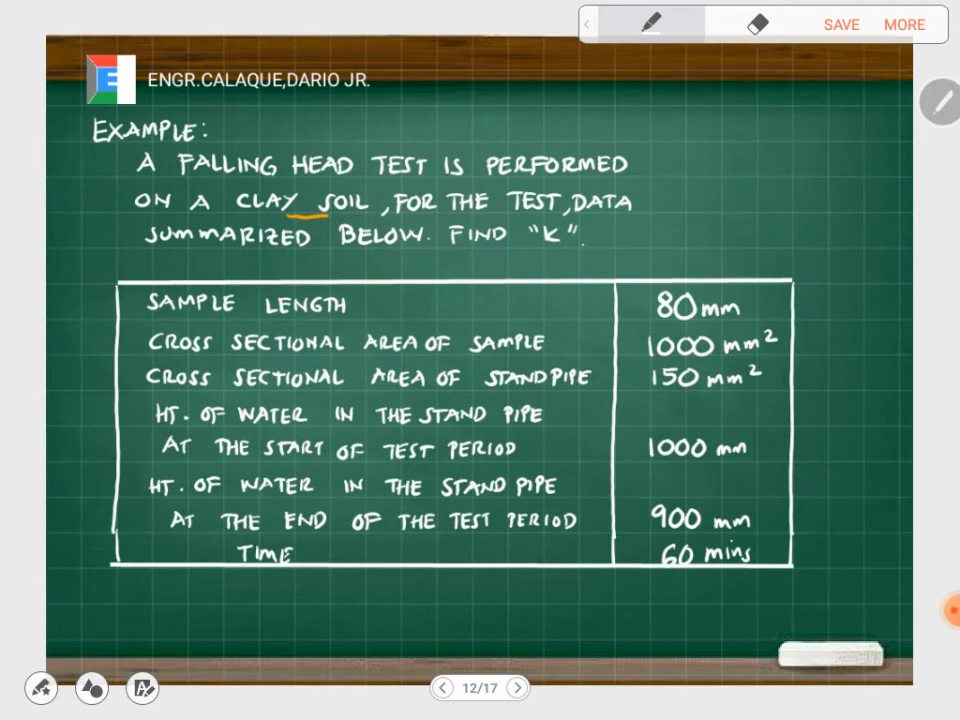 SAVE MORE
E ENGR.CALAQUE,DARIO JR.
EXAMPLE:
A FALLING HEAD TEST IS PERFORMED
ON A CLAY SOIL, FOR THE TEST, DATA
SUMMARIZED BELOW. FIND "K".
SAMPLE LENGTH 80 mm
CROSS SECTIONAL AREA OF SAMPLE 1000 mm²
CROSS SECTIONAL AREA OF STANDPIPE 150 mm²
HT. OF WATER IN THE STAND PIPE
AT THE START OF TEST PERIOD 1000 mm
HT. OF WATER IN THE STAND PIPE
AT THE END OF THE TEST PERIOD 900 mm
TIME 60 mins
12/17